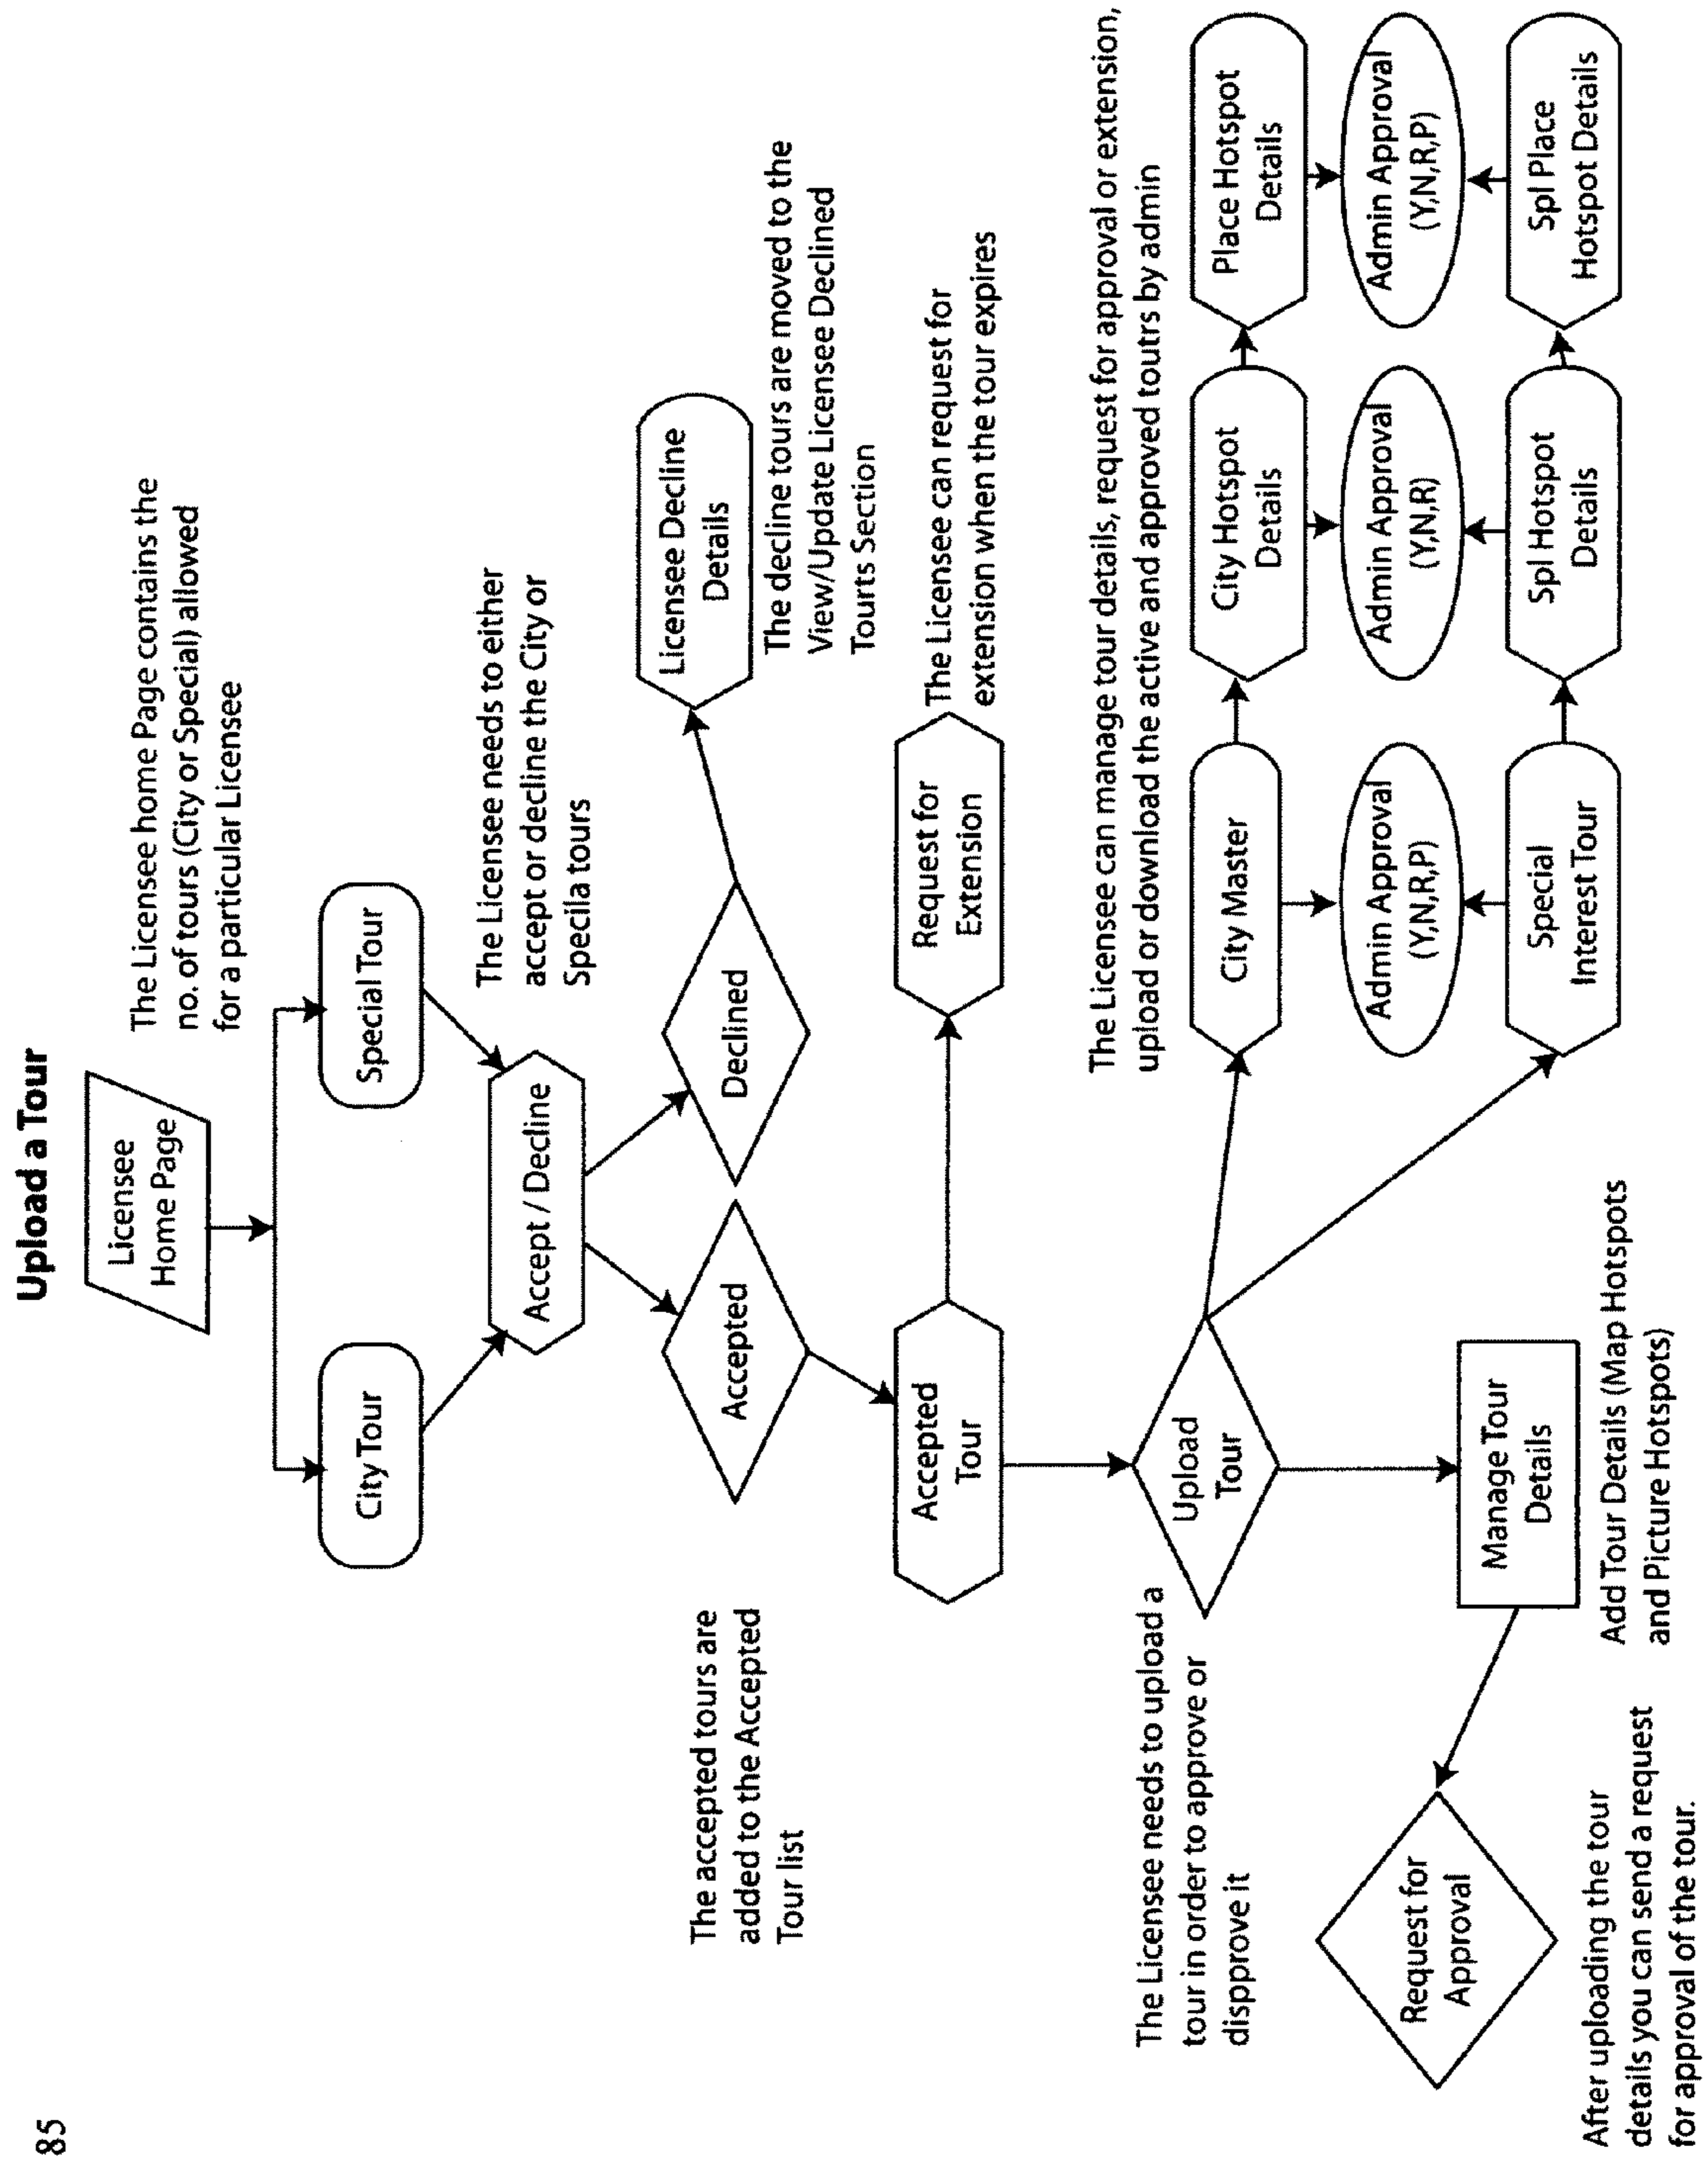 85
Upload a Tour
Licensee
Home Page
The Licensee home Page contains the
no. of tours (City or Special) allowed
for a particular Licensee
City Tour
Special Tour
Accept / Decline
The Licensee needs to either
accept or decline the City or
Specila tours
The accepted tours are
added to the Accepted
Tour list
Accepted
Declined
Licensee Decline
Details
The decline tours are moved to the
View/Update Licensee Declined
Tourts Section
Accepted
Tour
Request for
Extension
The Licensee can request for
extension when the tour expires
The Licensee needs to upload a
tour in order to approve or
dispprove it
Upload
Tour
The Licensee can manage tour details, request for approval or extension,
upload or download the active and approved toutrs by admin
City Master
City Hotspot
Details
Place Hotspot
Details
Admin Approval
(Y,N,R,P)
Admin Approval
(Y,N,R)
Admin Approval
(Y,N,R,P)
Special
Interest Tour
Spl Hotspot
Details
Spl Place
Hotspot Details
Request for
Approval
Manage Tour
Details
After uploading the tour
details you can send a request
for approval of the tour.
Add Tour Details (Map Hotspots
and Picture Hotspots)